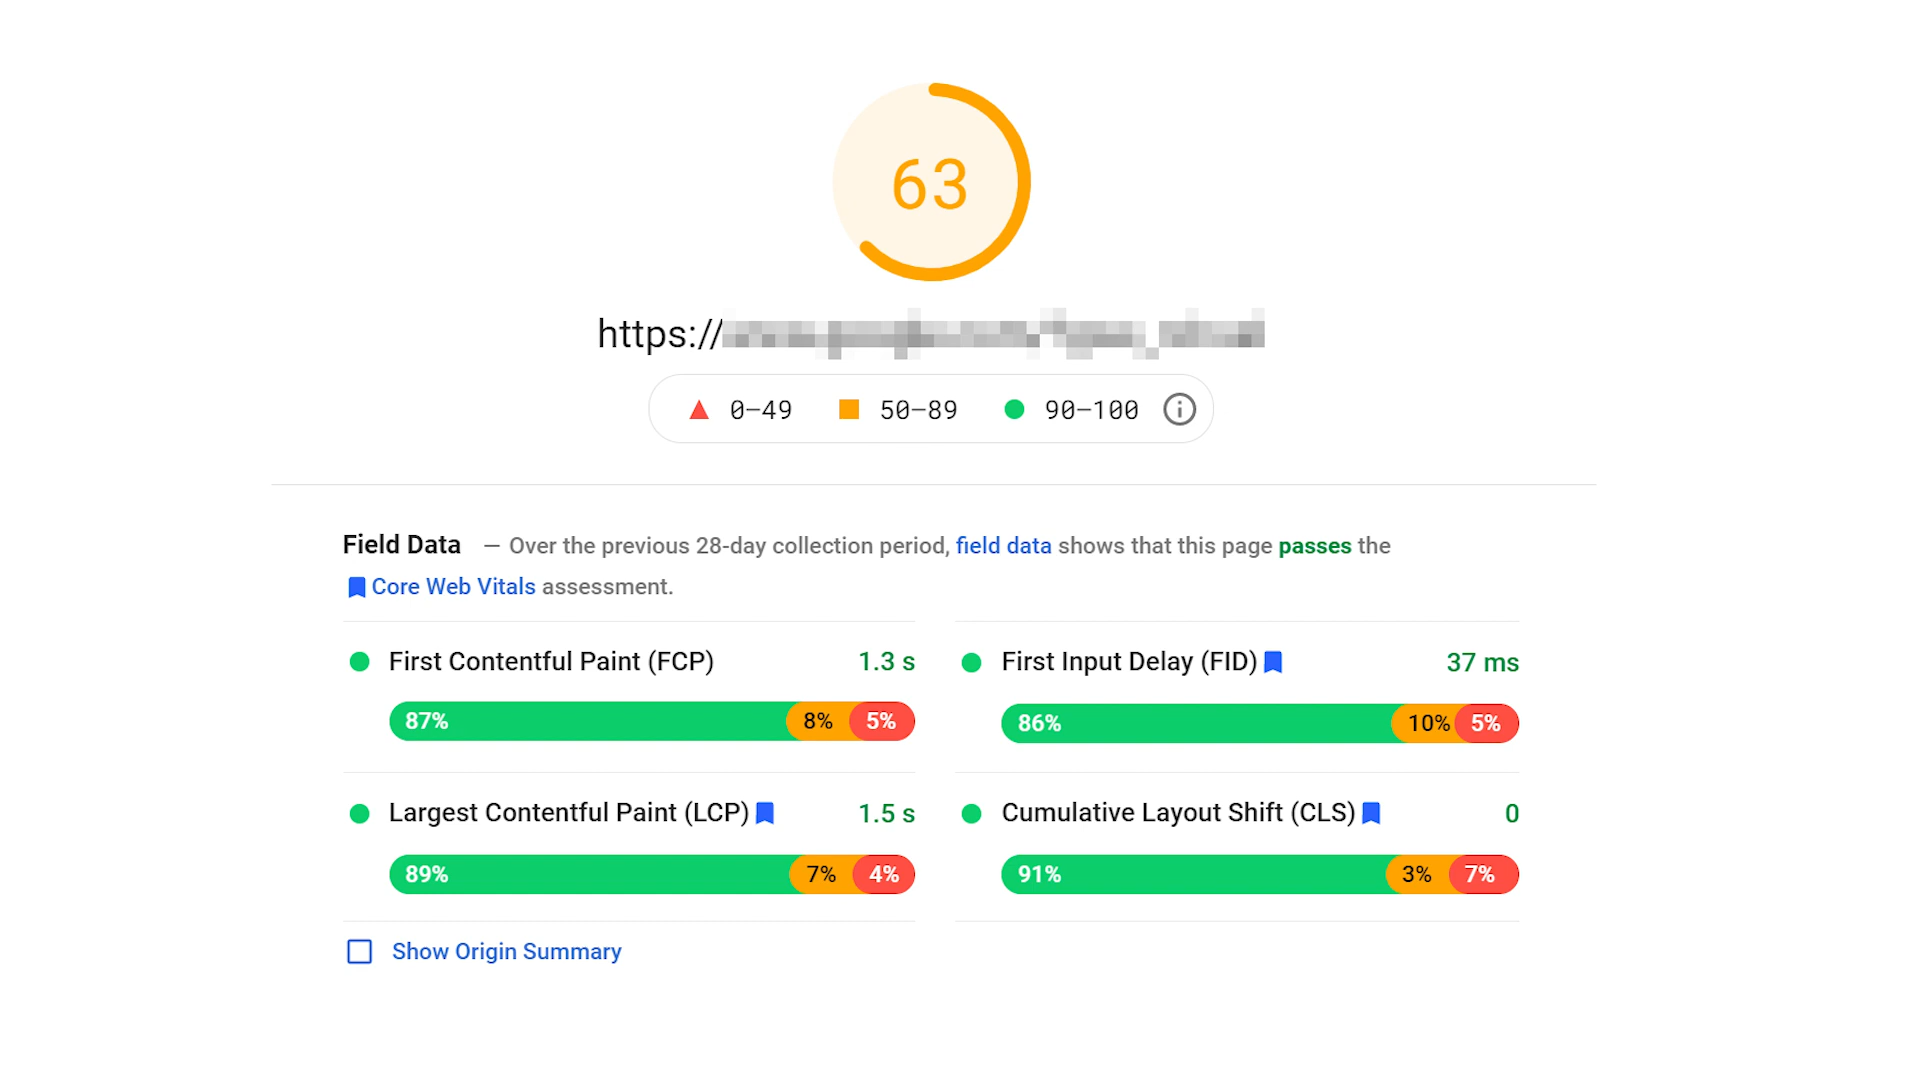 63
https://
0–49 50–89 90–100
Field Data — Over the previous 28-day collection period, field data shows that this page passes the
Core Web Vitals assessment.
First Contentful Paint (FCP) 1.3 s
87% 8% 5%
First Input Delay (FID) 37 ms
86% 10% 5%
Largest Contentful Paint (LCP) 1.5 s
89% 7% 4%
Cumulative Layout Shift (CLS) 0
91% 3% 7%
Show Origin Summary